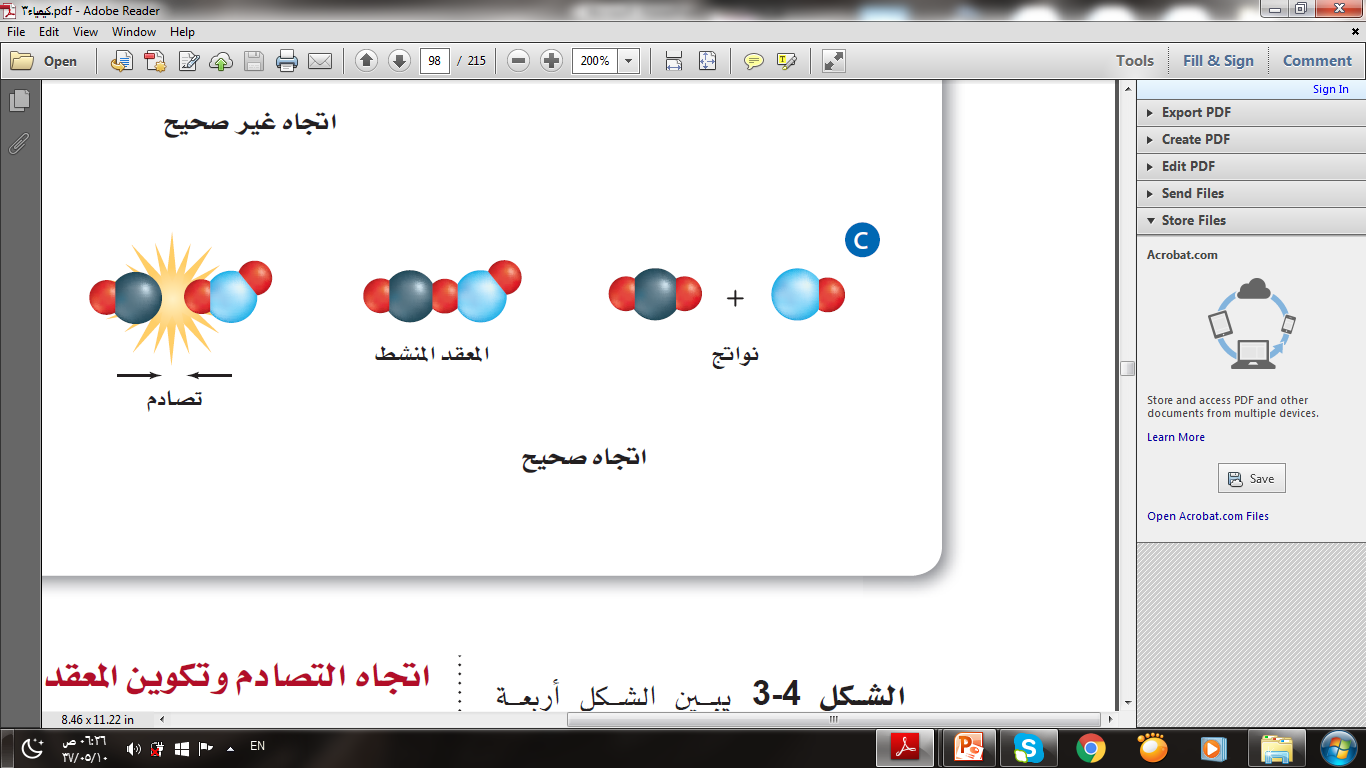 كيمياء٣.pdf - Adobe Reader
File Edit View Window Help
Open 98 / 215 200% Tools Fill & Sign Comment
Sign In
Export PDF
Create PDF
Edit PDF
Send Files
Store Files
Acrobat.com
Store and access PDF and other
documents from multiple devices.
Learn More
Save
Open Acrobat.com Files
اتجاه غير صحيح
C
+
تصادم
المعقد المنشط
نواتج
اتجاه صحيح
الشكل 4-3 يبين الشكل أربعة
اتجاه التصادم وتكوين المعقد
8.46 x 11.22 in
EN
٠٦:٢٦ ص
٣٧/٠٥/١٠